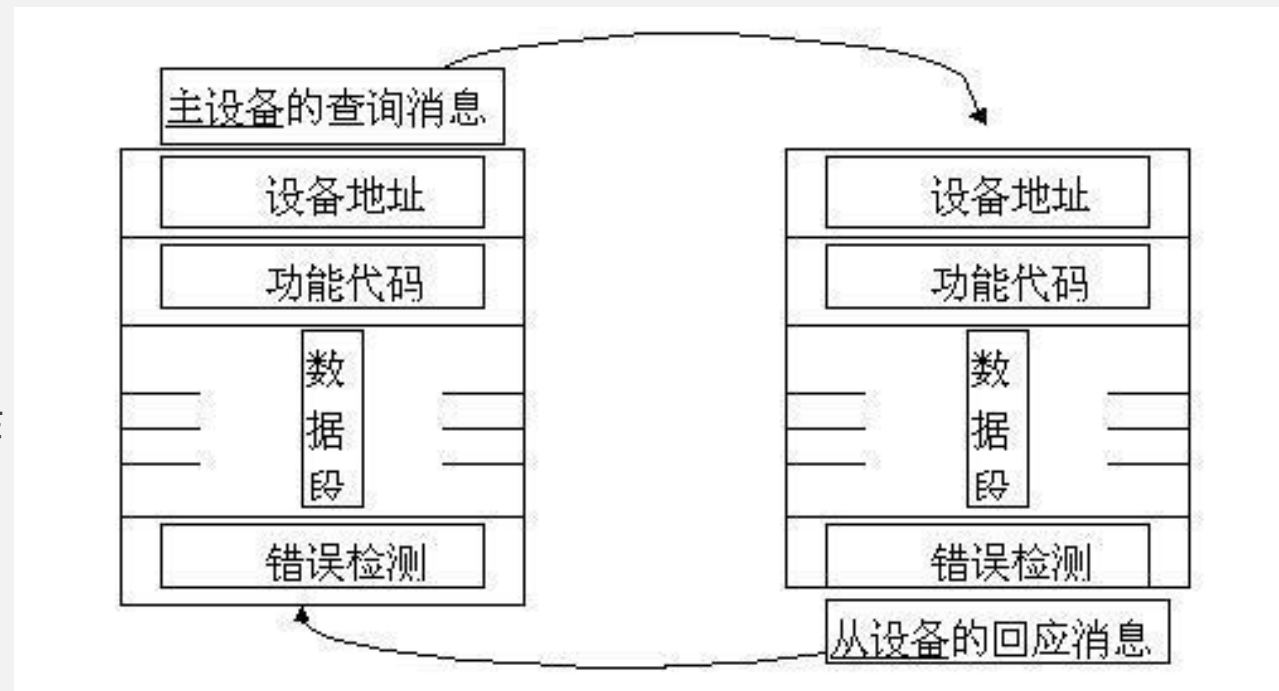 主设备的查询消息
设备地址
功能代码
数
据
段
错误检测
设备地址
功能代码
数
据
段
错误检测
从设备的回应消息